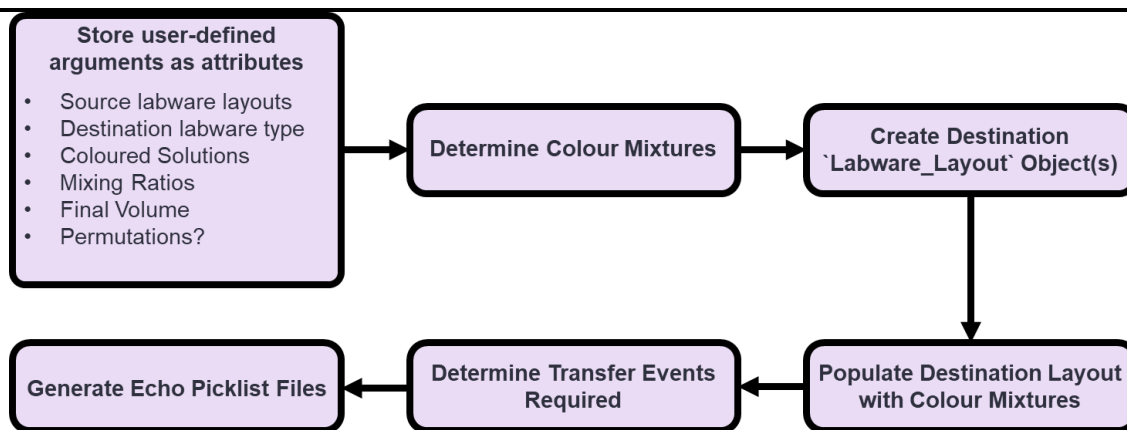 Store user-defined
arguments as attributes
• Source labware layouts
• Destination labware type
• Coloured Solutions
• Mixing Ratios
• Final Volume
• Permutations?
Determine Colour Mixtures
Create Destination
`Labware_Layout` Object(s)
Populate Destination Layout
with Colour Mixtures
Determine Transfer Events
Required
Generate Echo Picklist Files